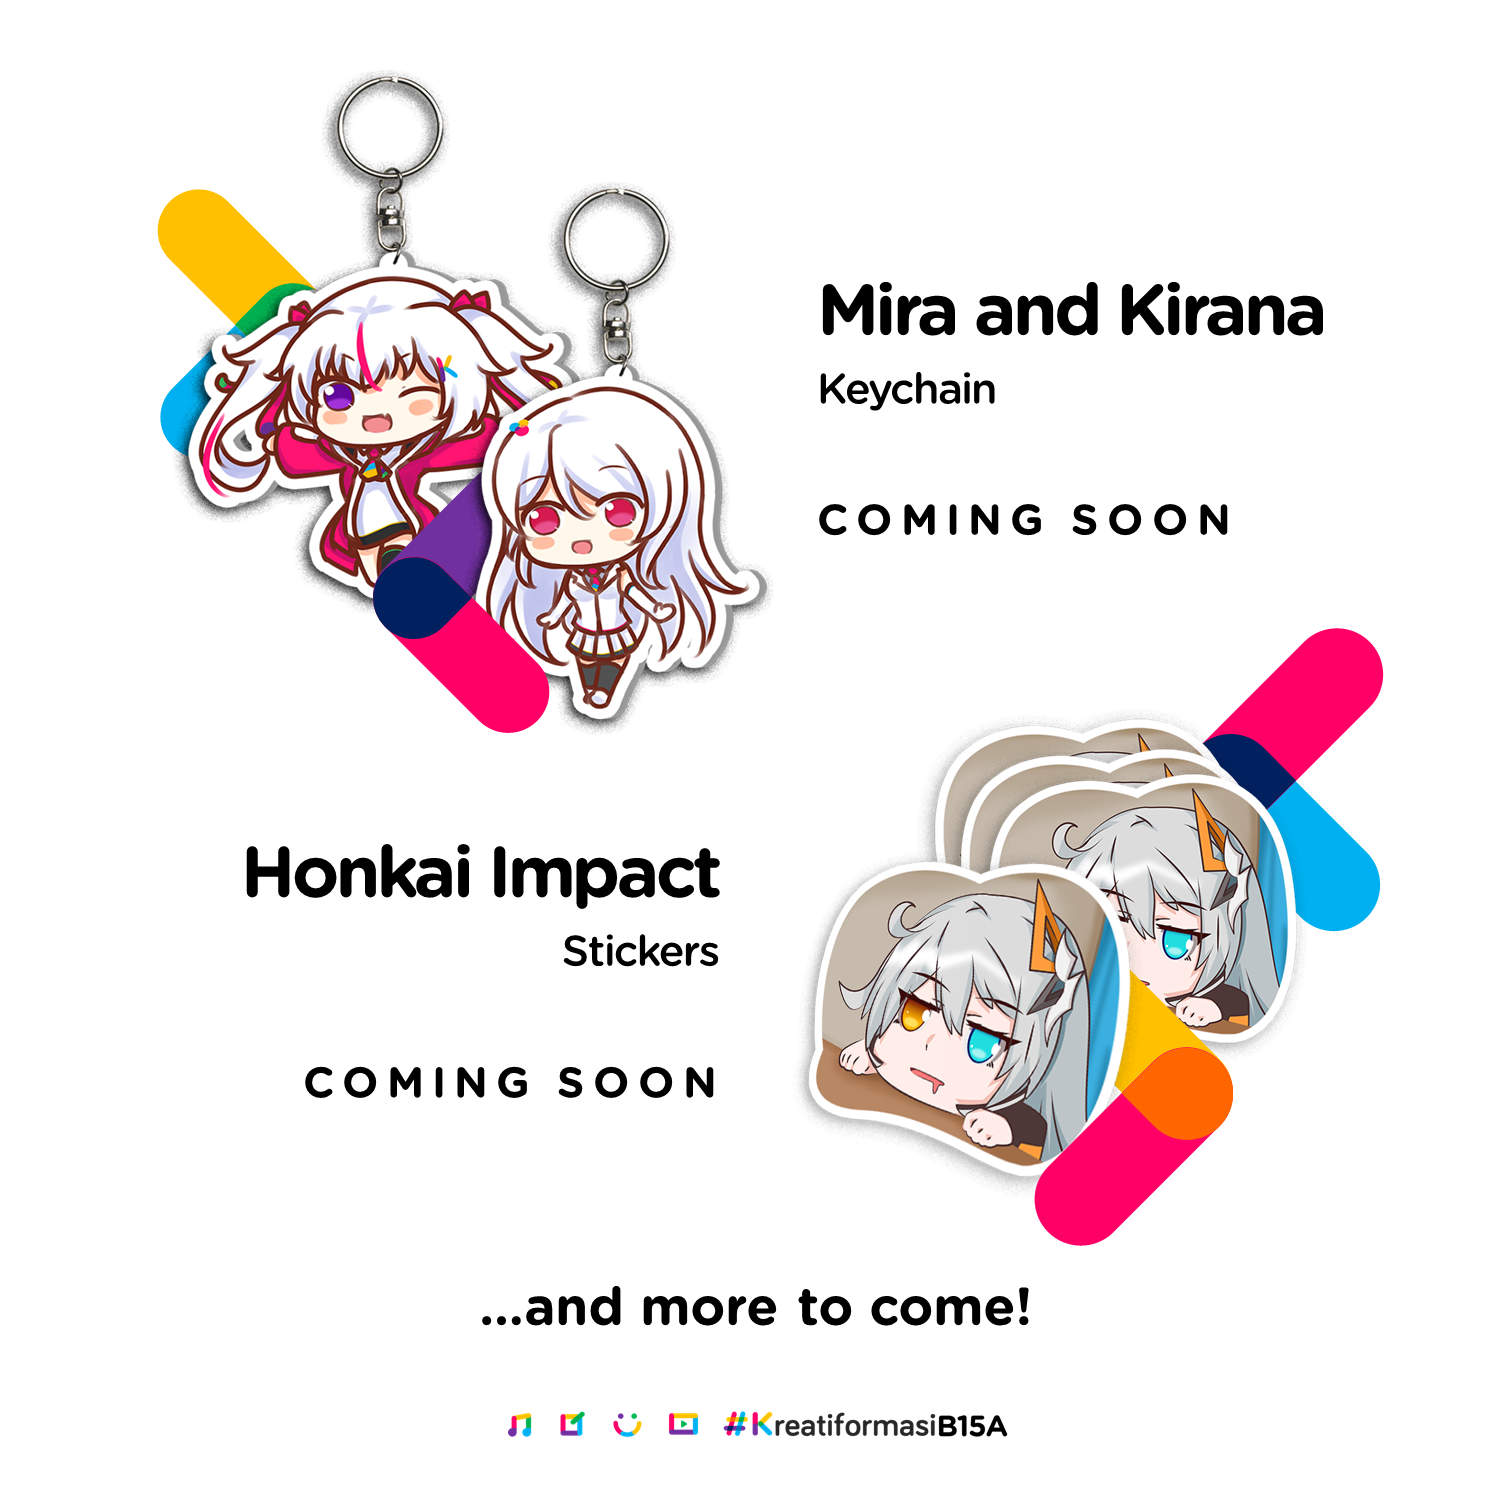 Mira and Kirana
Keychain
COMING SOON
Honkai Impact
Stickers
COMING SOON
...and more to come!
#KreatiformasiB15A